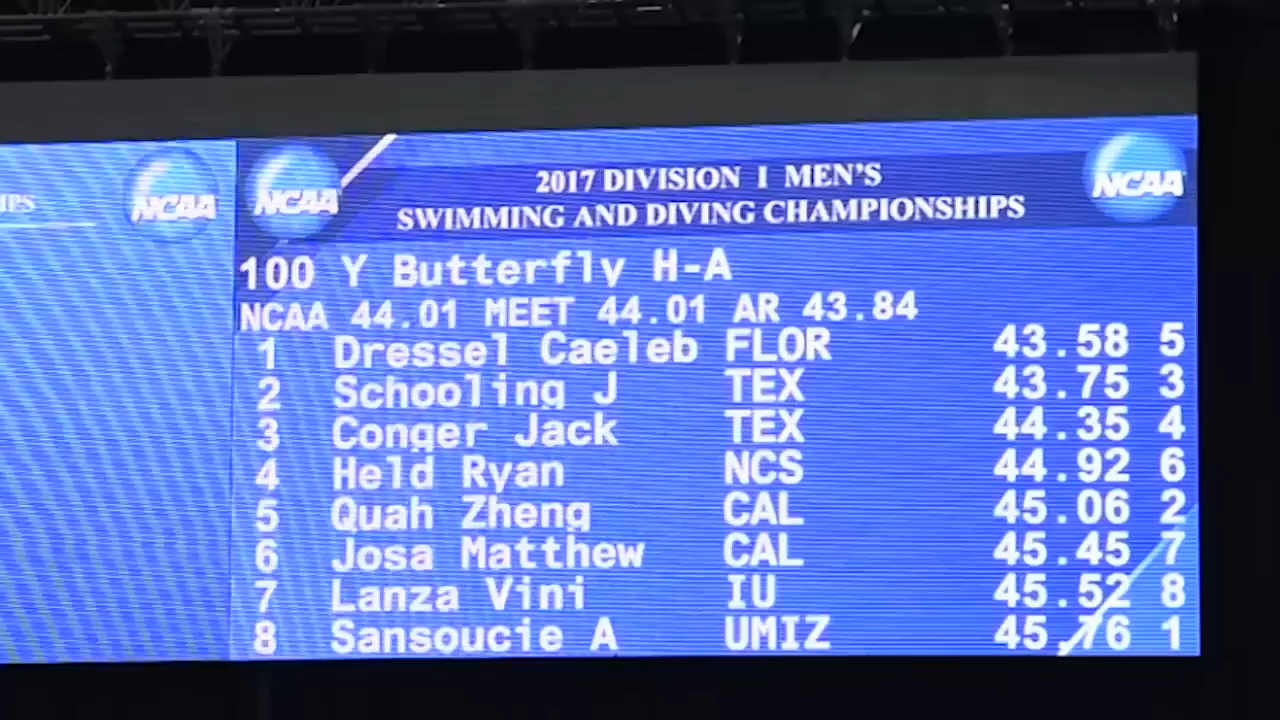 IPS NCAA
NCAA 2017 DIVISION I MEN'S NCAA
SWIMMING AND DIVING CHAMPIONSHIPS
100 Y Butterfly H-A
NCAA 44.01 MEET 44.01 AR 43.84
1 Dressel Caeleb FLOR 43.58 5
2 Schooling J TEX 43.75 3
3 Conger Jack TEX 44.35 4
4 Held Ryan NCS 44.92 6
5 Quah Zheng CAL 45.06 2
6 Josa Matthew CAL 45.45 7
7 Lanza Vini IU 45.52 8
8 Sansoucie A UMIZ 45.76 1